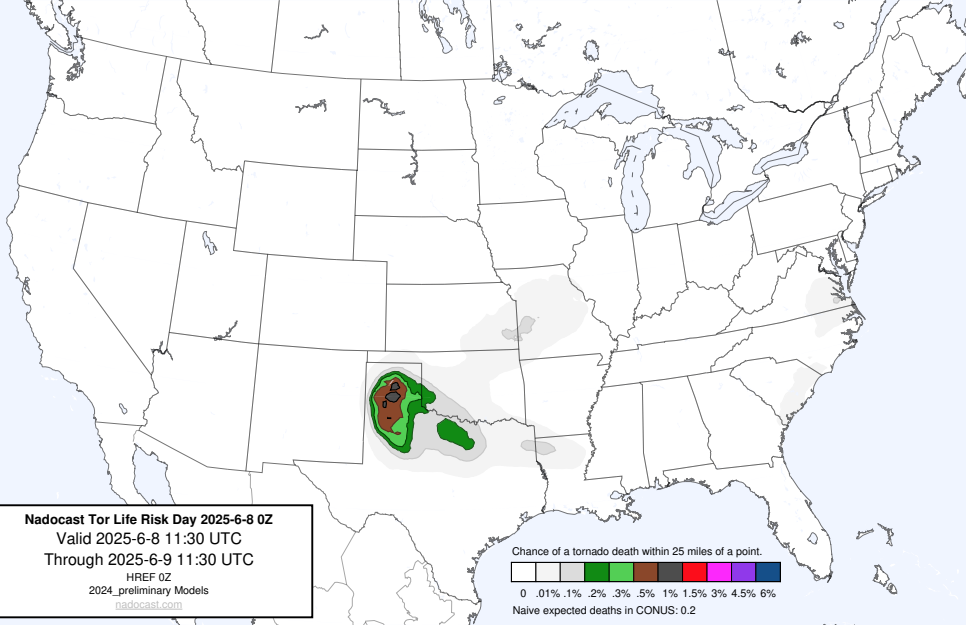 Nadocast Tor Life Risk Day 2025-6-8 0Z
Valid 2025-6-8 11:30 UTC
Through 2025-6-9 11:30 UTC
HREF 0Z
2024_preliminary Models
nadocast.com
Chance of a tornado death within 25 miles of a point.
0 .01% .1% .2% .3% .5% 1% 1.5% 3% 4.5% 6%
Naive expected deaths in CONUS: 0.2